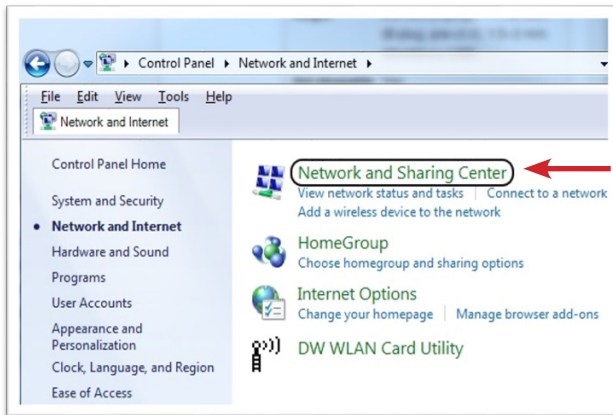 Control Panel Network and Internet
File Edit View Tools Help
Network and Internet
Control Panel Home
System and Security
Network and Internet
Hardware and Sound
Programs
User Accounts
Appearance and
Personalization
Clock, Language, and Region
Ease of Access
Network and Sharing Center
View network status and tasks Connect to a network
Add a wireless device to the network
HomeGroup
Choose homegroup and sharing options
Internet Options
Change your homepage Manage browser add-ons
DW WLAN Card Utility